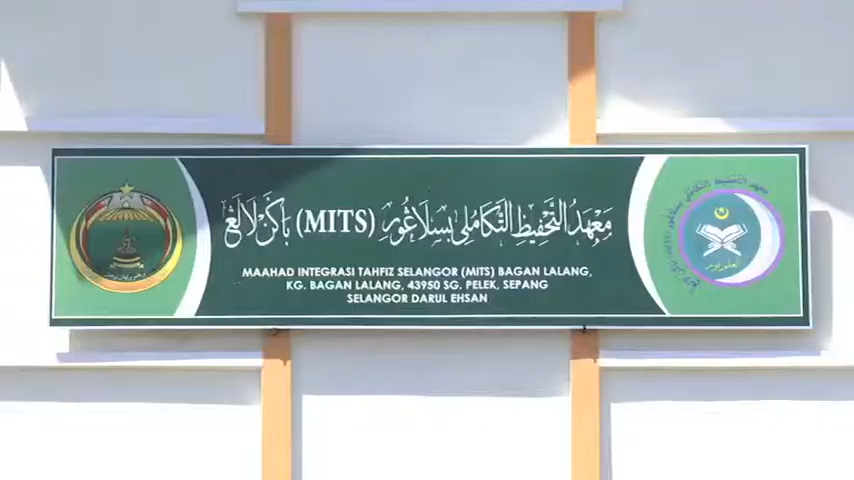 معهد التحفيظ التكاملي بسلاغور (MITS) باڬن لالڠ
MAAHAD INTEGRASI TAHFIZ SELANGOR (MITS) BAGAN LALANG,
KG. BAGAN LALANG, 43950 SG. PELEK, SEPANG
SELANGOR DARUL EHSAN